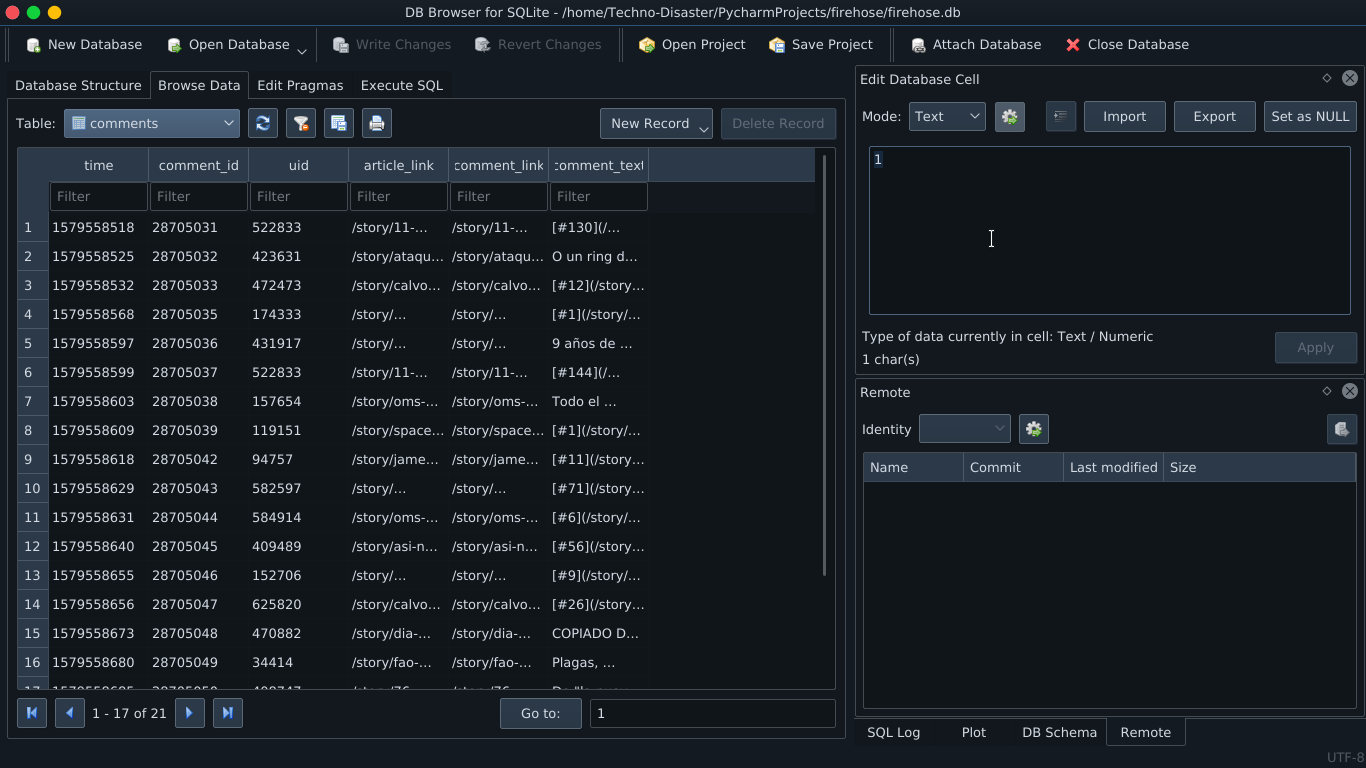 DB Browser for SQLite - /home/Techno-Disaster/PycharmProjects/firehose/firehose.db
New Database Open Database Write Changes Revert Changes Open Project Save Project Attach Database Close Database
Database Structure Browse Data Edit Pragmas Execute SQL
Table: comments New Record Delete Record
time comment_id uid article_link comment_link comment_text
Filter Filter Filter Filter Filter Filter
1 1579558518 28705031 522833 /story/11-... /story/11-... [#130](/...
2 1579558525 28705032 423631 /story/ataqu... /story/ataqu... O un ring d...
3 1579558532 28705033 472473 /story/calvo... /story/calvo... [#12](/story...
4 1579558568 28705035 174333 /story/... /story/... [#1](/story/...
5 1579558597 28705036 431917 /story/... /story/... 9 años de ...
6 1579558599 28705037 522833 /story/11-... /story/11-... [#144](/...
7 1579558603 28705038 157654 /story/oms-... /story/oms-... Todo el ...
8 1579558609 28705039 119151 /story/space... /story/space... [#1](/story/...
9 1579558618 28705042 94757 /story/jame... /story/jame... [#11](/story...
10 1579558629 28705043 582597 /story/... /story/... [#71](/story...
11 1579558631 28705044 584914 /story/oms-... /story/oms-... [#6](/story/...
12 1579558640 28705045 409489 /story/asi-n... /story/asi-n... [#56](/story...
13 1579558655 28705046 152706 /story/... /story/... [#9](/story/...
14 1579558656 28705047 625820 /story/calvo... /story/calvo... [#26](/story...
15 1579558673 28705048 470882 /story/dia-... /story/dia-... COPIADO D...
16 1579558680 28705049 34414 /story/fao-... /story/fao-... Plagas, ...
1 - 17 of 21 Go to: 1
Edit Database Cell
Mode: Text Import Export Set as NULL
1
Type of data currently in cell: Text / Numeric
1 char(s)
Apply
Remote
Identity
Name Commit Last modified Size
SQL Log Plot DB Schema Remote
UTF-8